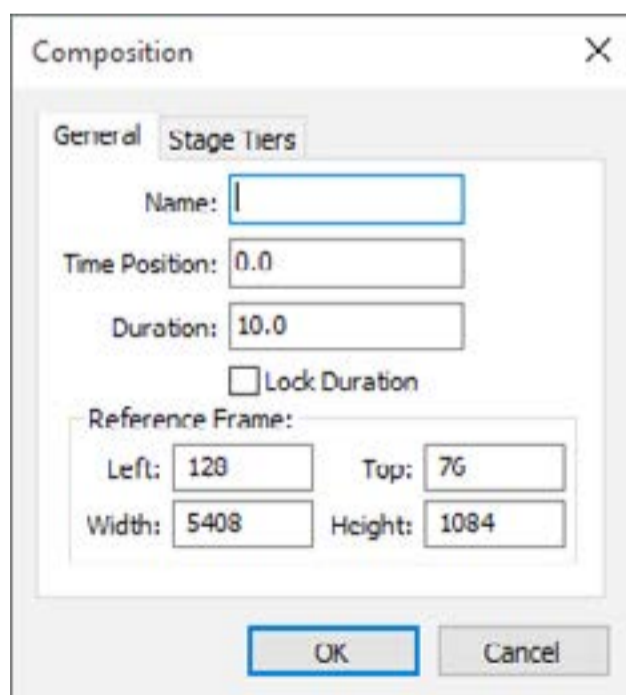 Composition
General Stage Tiers
Name:
Time Position: 0.0
Duration: 10.0
Lock Duration
Reference Frame:
Left: 128 Top: 76
Width: 5408 Height: 1084
OK Cancel